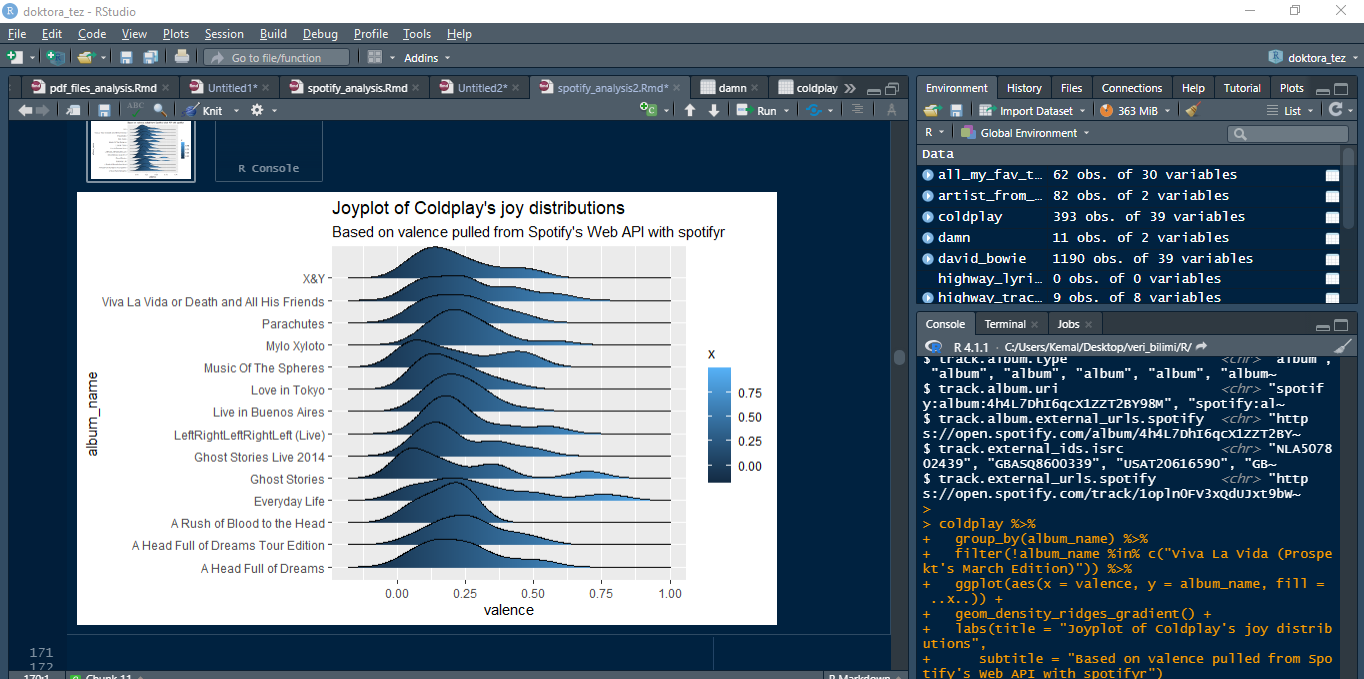 doktora_tez - RStudio
File Edit Code View Plots Session Build Debug Profile Tools Help
Go to file/function Addins doktora_tez
pdf_files_analysis.Rmd Untitled1* spotify_analysis.Rmd Untitled2* spotify_analysis2.Rmd* damn coldplay
ABC Knit Run
R Console
Joyplot of Coldplay's joy distributions
Based on valence pulled from Spotify's Web API with spotifyr
album_name
X&Y
Viva La Vida or Death and All His Friends
Parachutes
Mylo Xyloto
Music Of The Spheres
Love in Tokyo
Live in Buenos Aires
LeftRightLeftRightLeft (Live)
Ghost Stories Live 2014
Ghost Stories
Everyday Life
A Rush of Blood to the Head
A Head Full of Dreams Tour Edition
A Head Full of Dreams
0.00 0.25 0.50 0.75 1.00
valence
x
0.75
0.50
0.25
0.00
171
172
170:1 Chunk 11 R Markdown
Environment History Files Connections Help Tutorial Plots
Import Dataset 363 MiB List
R Global Environment
Data
all_my_fav_t… 62 obs. of 30 variables
artist_from_… 82 obs. of 2 variables
coldplay 393 obs. of 39 variables
damn 11 obs. of 2 variables
david_bowie 1190 obs. of 39 variables
highway_lyri… 0 obs. of 0 variables
highway_trac… 9 obs. of 8 variables
Console Terminal Jobs
R 4.1.1 · C:/Users/Kemal/Desktop/veri_bilimi/R/
$ track.album.type <chr> "album",
"album", "album", "album", "album", "album~
$ track.album.uri <chr> "spotif
y:album:4h4L7DhI6qcX1ZZT2BY98M", "spotify:al~
$ track.album.external_urls.spotify <chr> "http
s://open.spotify.com/album/4h4L7DhI6qcX1ZZT2BY~
$ track.external_ids.isrc <chr> "NLA5078
02439", "GBASQ8600339", "USAT20616590", "GB~
$ track.external_urls.spotify <chr> "http
s://open.spotify.com/track/1opln0FV3xQdUJxt9bW~
>
> coldplay %>%
+ group_by(album_name) %>%
+ filter(!album_name %in% c("Viva La Vida (Prospe
kt's March Edition)")) %>%
+ ggplot(aes(x = valence, y = album_name, fill =
..x..)) +
+ geom_density_ridges_gradient() +
+ labs(title = "Joyplot of Coldplay's joy distrib
utions",
+ subtitle = "Based on valence pulled from Spo
tify's Web API with spotifyr")